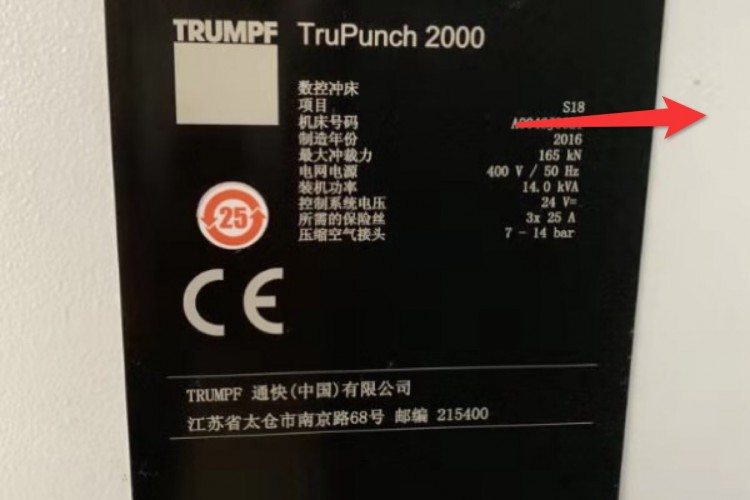 TRUMPF TruPunch 2000
数控冲床
项目 S18
机床号码
制造年份 2016
最大冲裁力 165 kN
电网电源 400 V / 50 Hz
装机功率 14.0 kVA
控制系统电压 24 V=
所需的保险丝 3x 25 A
压缩空气接头 7 - 14 bar
25
CE
TRUMPF 通快(中国)有限公司
江苏省太仓市南京路68号 邮编 215400